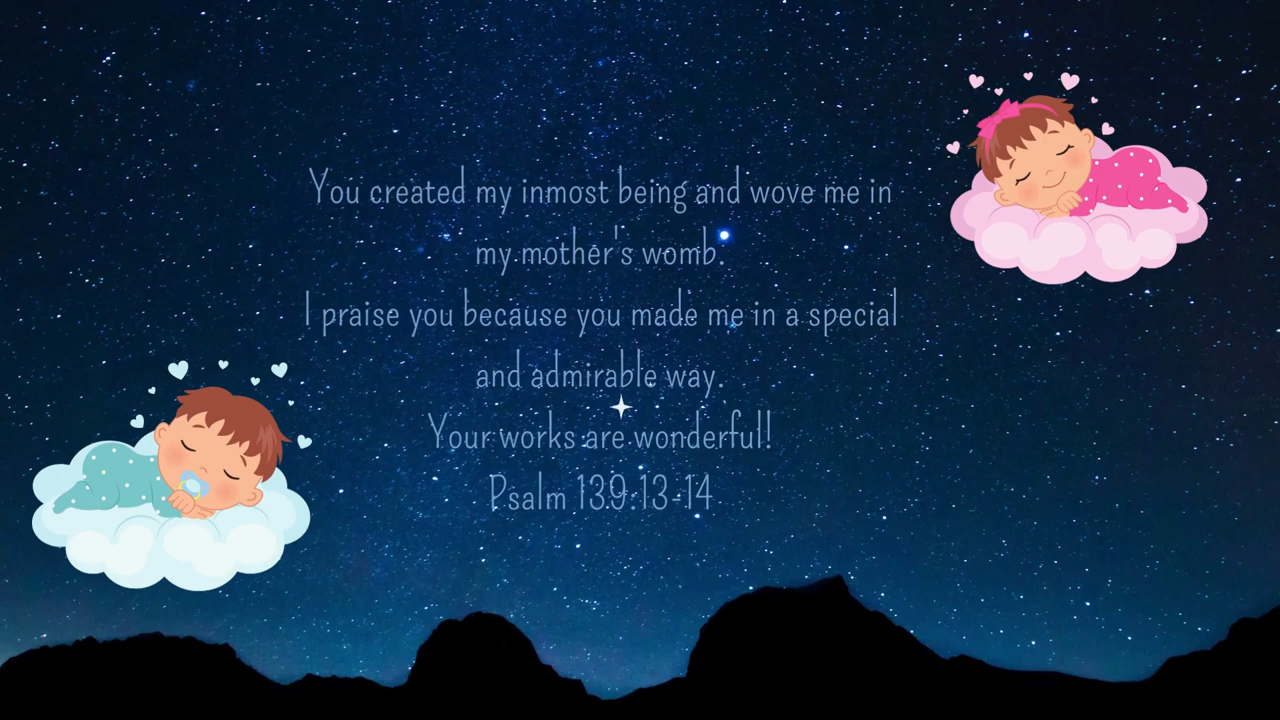 You created my inmost being and wove me in
my mother's womb.
I praise you because you made me in a special
and admirable way.
Your works are wonderful!
Psalm 139:13-14